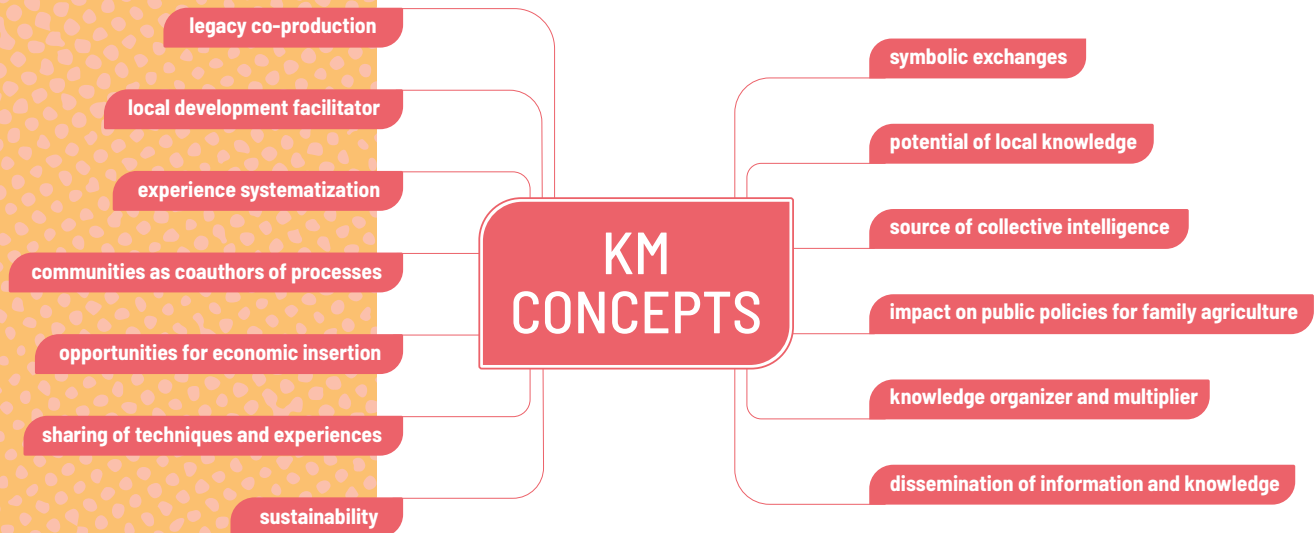 legacy co-production
local development facilitator
experience systematization
communities as coauthors of processes
opportunities for economic insertion
sharing of techniques and experiences
sustainability
KM
CONCEPTS
symbolic exchanges
potential of local knowledge
source of collective intelligence
impact on public policies for family agriculture
knowledge organizer and multiplier
dissemination of information and knowledge